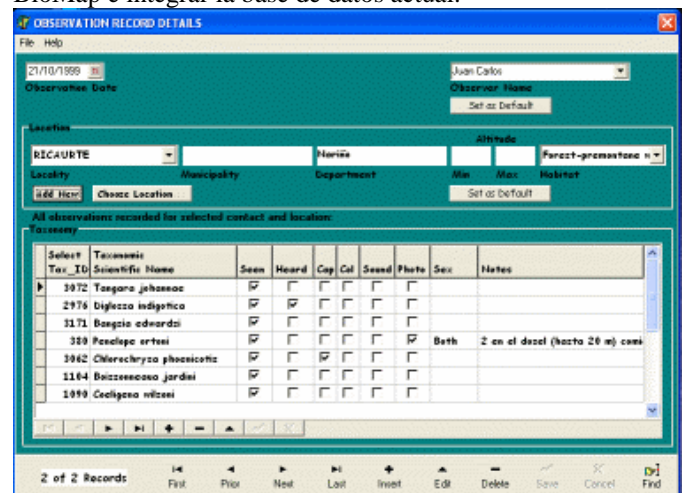 BioMap e integrar la base de datos actual.
OBSERVATION RECORD DETAILS
File Help
21/10/1999 Juan Carlos
Observation Date Observer Name
Set as Default
Location
Altitude
RICAURTE Nariño Forest-premontane
Locality Municipality Department Min Max Habitat
Add New Choose Location Set as Default
All observations recorded for selected contact and location:
Taxonomy
Select Taxonomic
Tax_ID Scientific Name Seen Heard Cap Col Sound Photo Sex Notes
3072 Tangara johannae
2976 Diglossa indigotica
3171 Bangsia edwardsi
380 Penelope ortoni Both 2 en el dosel (hasta 20 m) comi
3062 Chlorochrysa phoenicotis
1104 Boissonneaua jardini
1090 Coeligena wilsoni
2 of 2 Records First Prior Next Last Insert Edit Delete Save Cancel Find